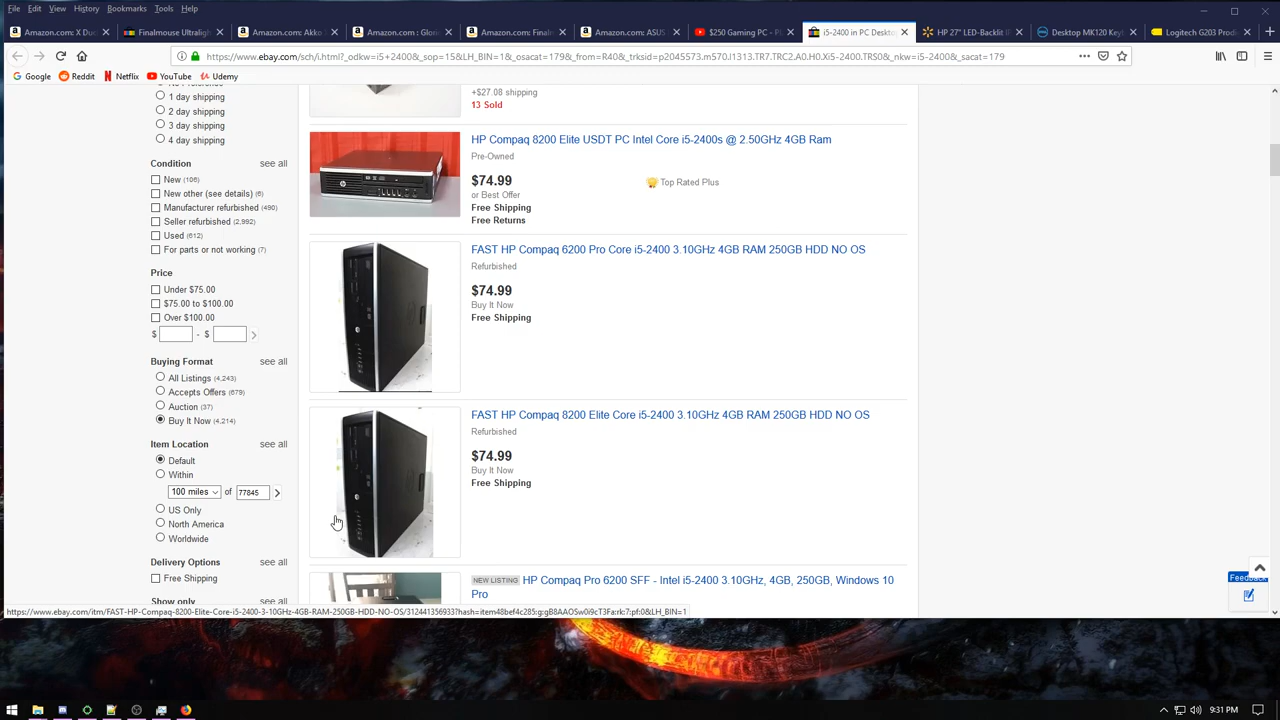 File Edit View History Bookmarks Tools Help
Amazon.com: X Duc
Finalmouse Ultraligh
Amazon.com: Akko
Amazon.com : Glori
Amazon.com: Finalm
Amazon.com: ASUS
$250 Gaming PC - Pl
i5-2400 in PC Deskto
HP 27" LED-Backlit I
Desktop MK120 Keyb
Logitech G203 Prodi
https://www.ebay.com/sch/i.html?_odkw=i5+2400&_sop=15&LH_BIN=1&_osacat=179&_from=R40&_trksid=p2045573.m570.l1313.TR7.TRC2.A0.H0.Xi5-2400.TRS0&_nkw=i5-2400&_sacat=179
Google Reddit Netflix YouTube Udemy
1 day shipping
2 day shipping
3 day shipping
4 day shipping
Condition see all
New (106)
New other (see details) (6)
Manufacturer refurbished (490)
Seller refurbished (2,992)
Used (612)
For parts or not working (7)
Price
Under $75.00
$75.00 to $100.00
Over $100.00
$ - $
Buying Format see all
All Listings (4,243)
Accepts Offers (679)
Auction (37)
Buy It Now (4,214)
Item Location see all
Default
Within
100 miles of 77845
US Only
North America
Worldwide
Delivery Options see all
Free Shipping
Show only see all
+$27.08 shipping
13 Sold
HP Compaq 8200 Elite USDT PC Intel Core i5-2400s @ 2.50GHz 4GB Ram
Pre-Owned
$74.99
Top Rated Plus
or Best Offer
Free Shipping
Free Returns
FAST HP Compaq 6200 Pro Core i5-2400 3.10GHz 4GB RAM 250GB HDD NO OS
Refurbished
$74.99
Buy It Now
Free Shipping
FAST HP Compaq 8200 Elite Core i5-2400 3.10GHz 4GB RAM 250GB HDD NO OS
Refurbished
$74.99
Buy It Now
Free Shipping
NEW LISTING HP Compaq Pro 6200 SFF - Intel i5-2400 3.10GHz, 4GB, 250GB, Windows 10
Pro
Feedback
9:31 PM